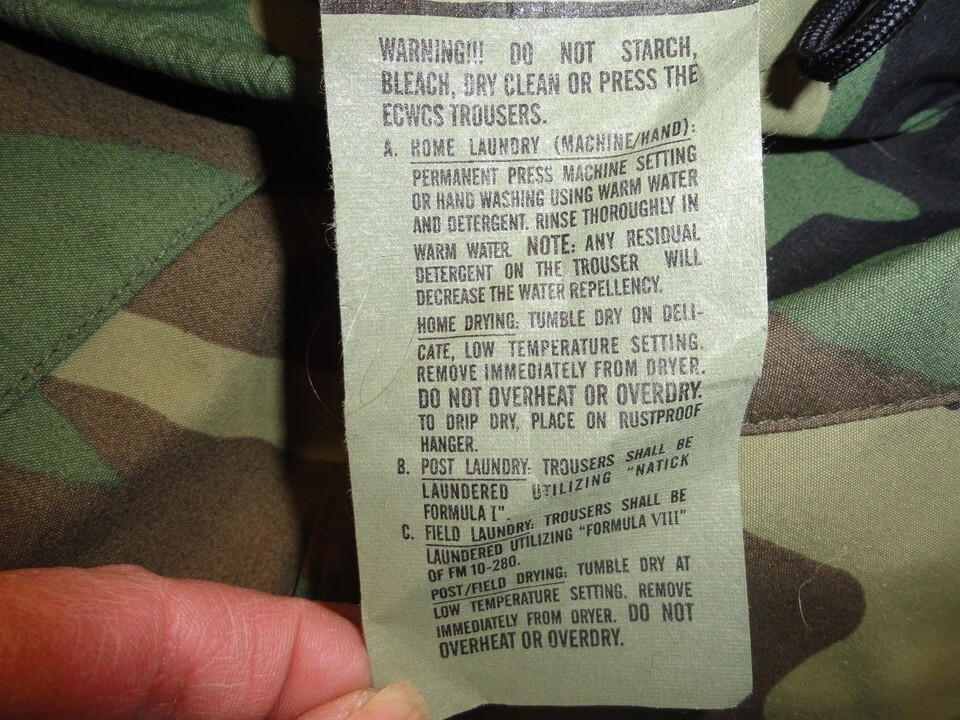 WARNING!!! DO NOT STARCH,
BLEACH, DRY CLEAN OR PRESS THE
ECWCS TROUSERS.
A. HOME LAUNDRY (MACHINE/HAND):
PERMANENT PRESS MACHINE SETTING
OR HAND WASHING USING WARM WATER
AND DETERGENT. RINSE THOROUGHLY IN
WARM WATER. NOTE: ANY RESIDUAL
DETERGENT ON THE TROUSER WILL
DECREASE THE WATER REPELLENCY.
HOME DRYING: TUMBLE DRY ON DELI-
CATE, LOW TEMPERATURE SETTING.
REMOVE IMMEDIATELY FROM DRYER.
DO NOT OVERHEAT OR OVERDRY.
TO DRIP DRY, PLACE ON RUSTPROOF
HANGER.
B. POST LAUNDRY: TROUSERS SHALL BE
LAUNDERED UTILIZING "NATICK
FORMULA I".
C. FIELD LAUNDRY: TROUSERS SHALL BE
LAUNDERED UTILIZING "FORMULA VIII"
OF FM 10-280.
POST/FIELD DRYING: TUMBLE DRY AT
LOW TEMPERATURE SETTING. REMOVE
IMMEDIATELY FROM DRYER. DO NOT
OVERHEAT OR OVERDRY.